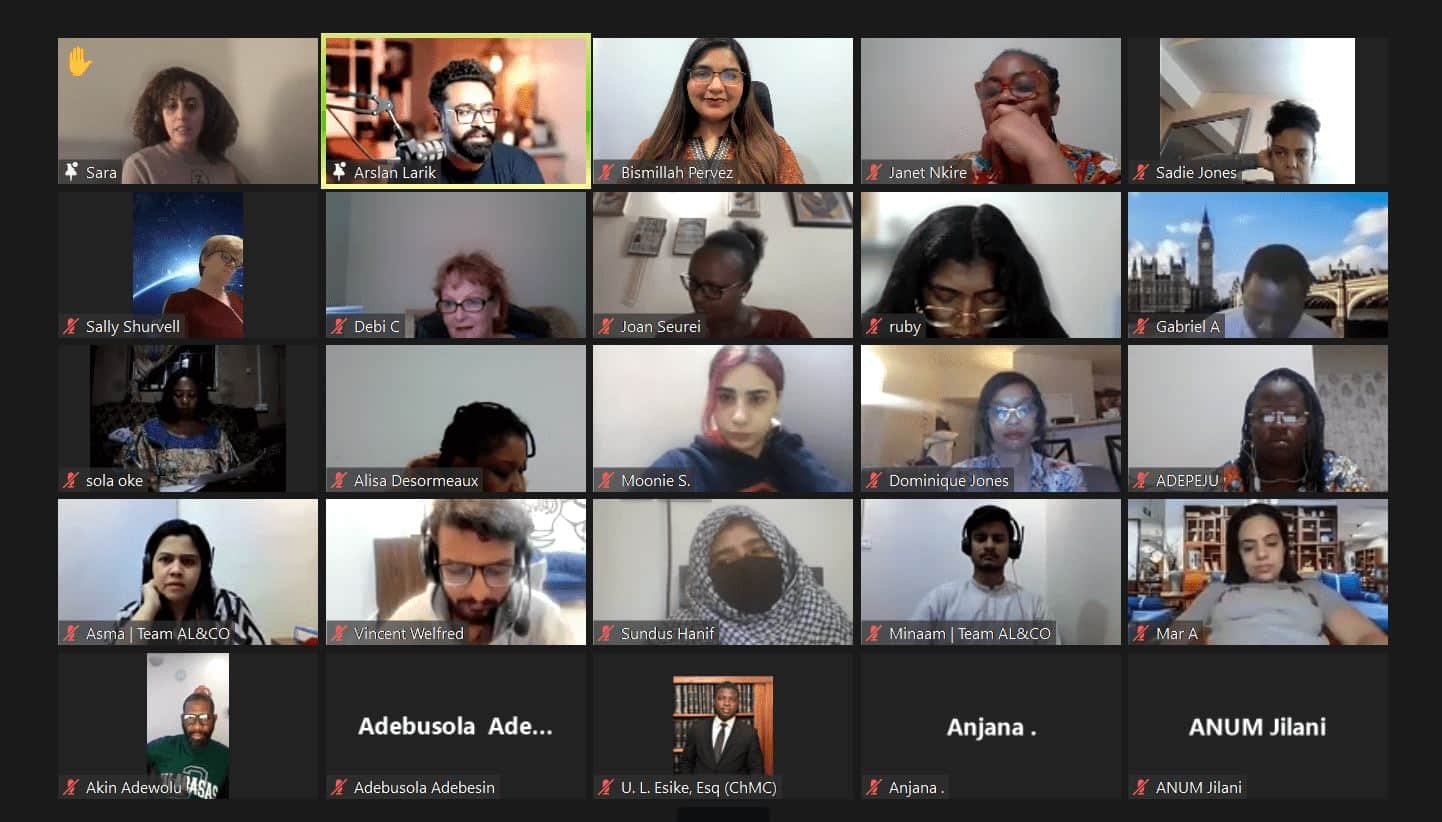 Sara
Arslan Larik
Bismillah Pervez
Janet Nkire
Sadie Jones
Sally Shurvell
Debi C
Joan Seurei
ruby
Gabriel A
sola oke
Alisa Desormeaux
Moonie S.
Dominique Jones
ADEPEJU
Asma | Team AL&CO
Vincent Welfred
Sundus Hanif
Minaam | Team AL&CO
Mar A
Akin Adewolu
Adebusola Ade...
Adebusola Adebesin
U. L. Esike, Esq (ChMC)
Anjana .
Anjana .
ANUM Jilani
ANUM Jilani